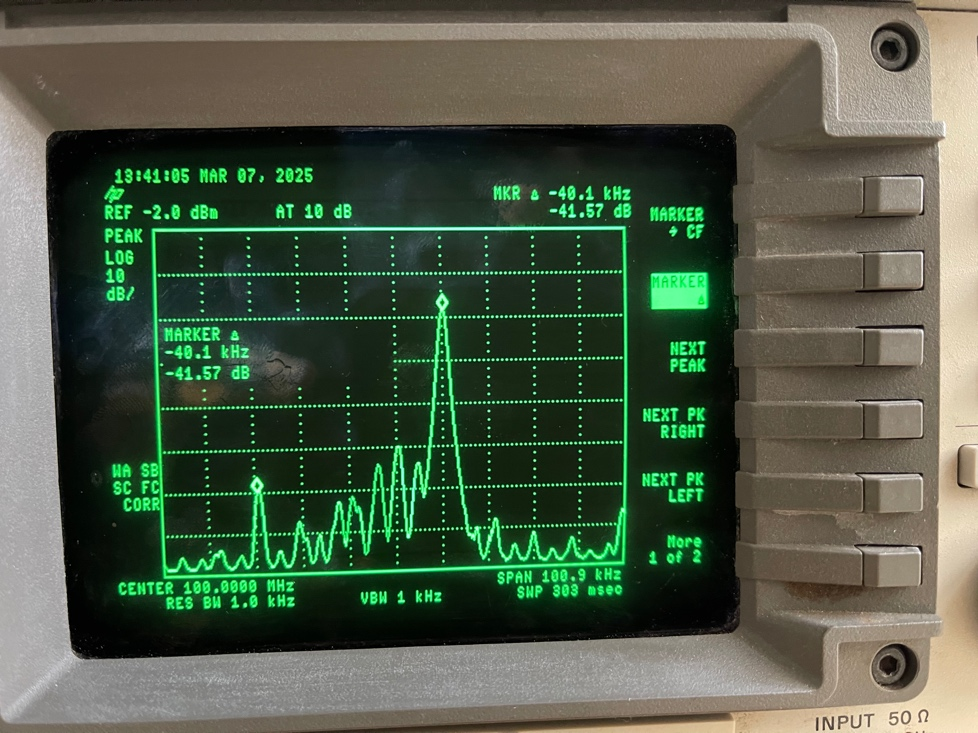 13:41:05 MAR 07, 2025
hp
REF -2.0 dBm AT 10 dB
MKR Δ -40.1 kHz
-41.57 dB
PEAK
LOG
10
dB/
MARKER Δ
-40.1 kHz
-41.57 dB
WA SB
SC FC
CORR
CENTER 100.0000 MHz
RES BW 1.0 kHz
VBW 1 kHz
SPAN 100.9 kHz
SWP 303 msec
MARKER
→ CF
MARKER
Δ
NEXT
PEAK
NEXT PK
RIGHT
NEXT PK
LEFT
More
1 of 2
INPUT 50 Ω